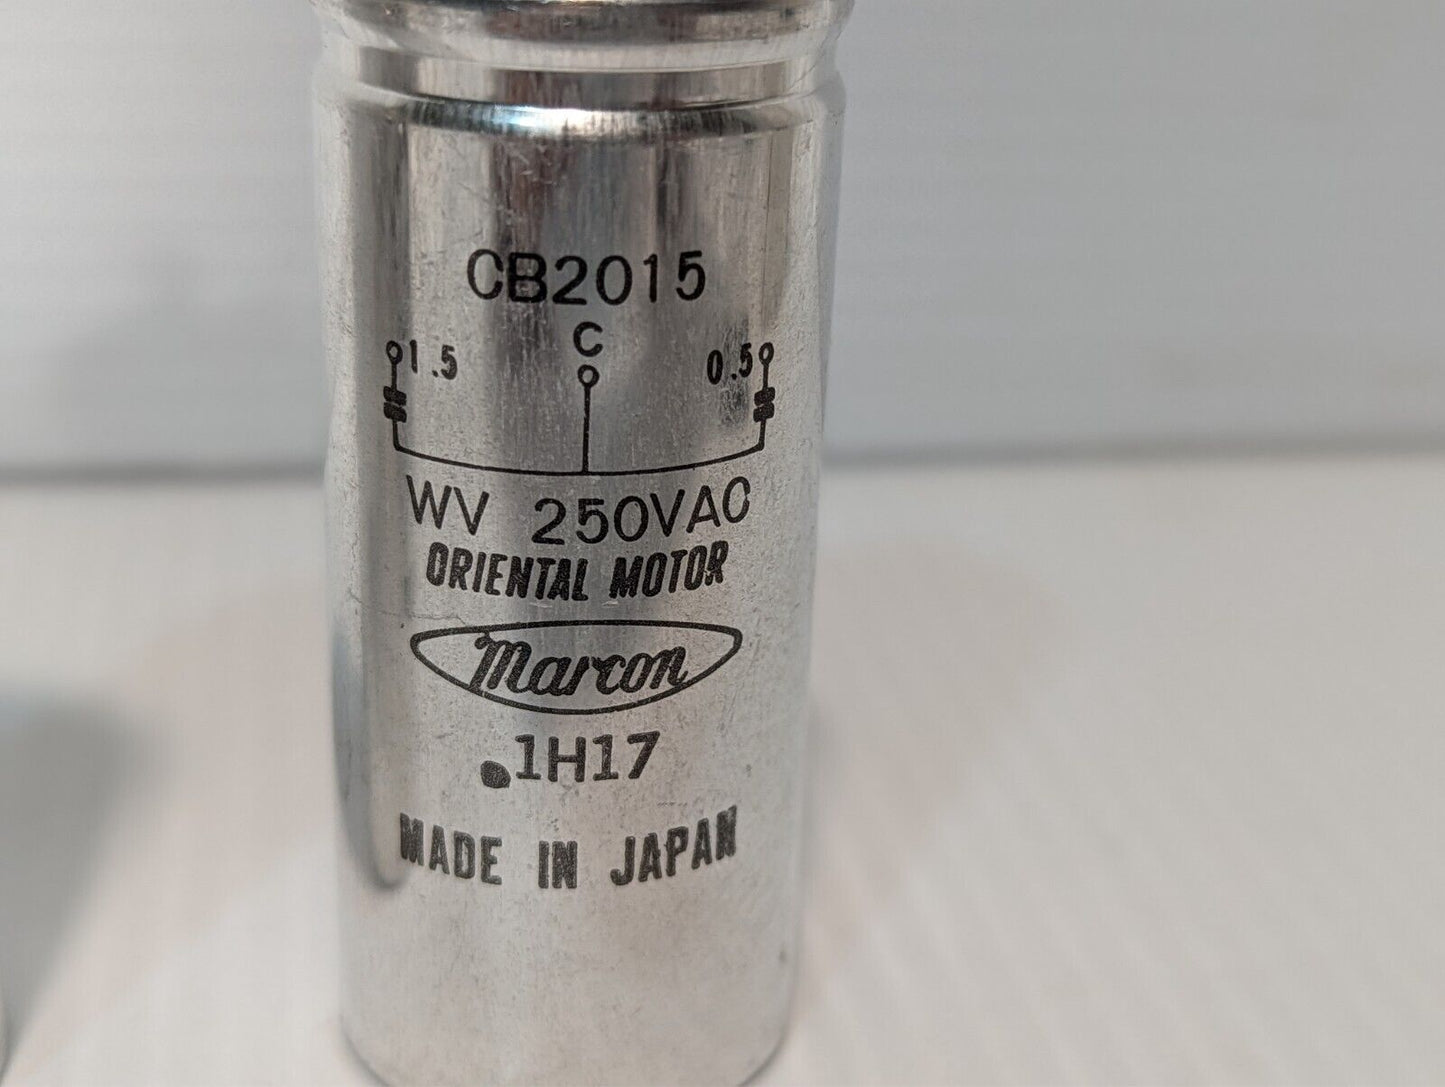 CB2015
C
1.5 0.5
WV 250VAC
ORIENTAL MOTOR
Marcon
.1H17
MADE IN JAPAN